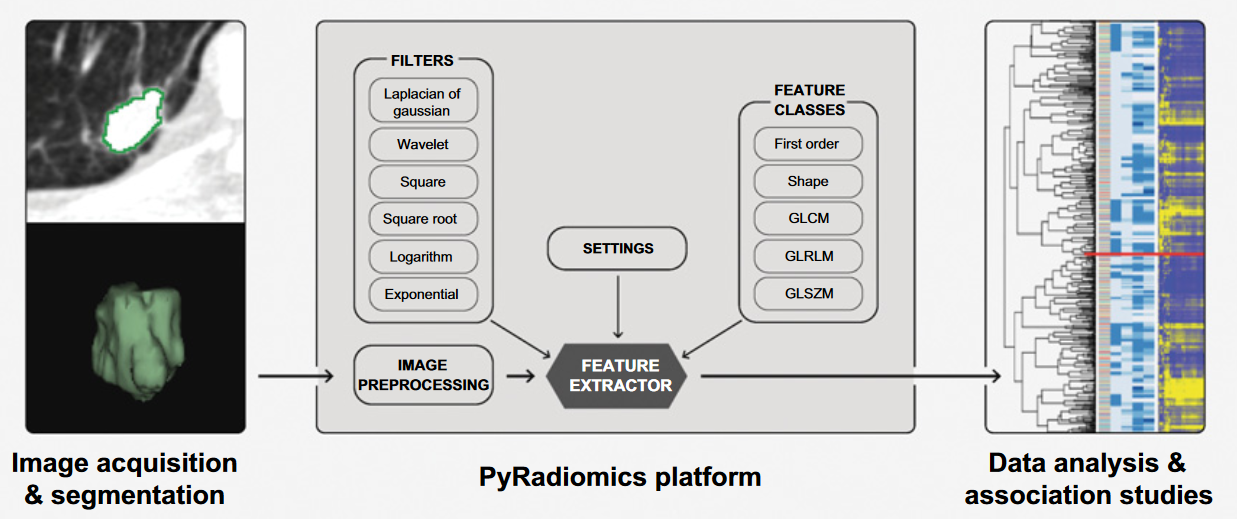 FILTERS
Laplacian of
gaussian
Wavelet
Square
Square root
Logarithm
Exponential
SETTINGS
FEATURE
CLASSES
First order
Shape
GLCM
GLRLM
GLSZM
IMAGE
PREPROCESSING
FEATURE
EXTRACTOR
Image acquisition
& segmentation
PyRadiomics platform
Data analysis &
association studies